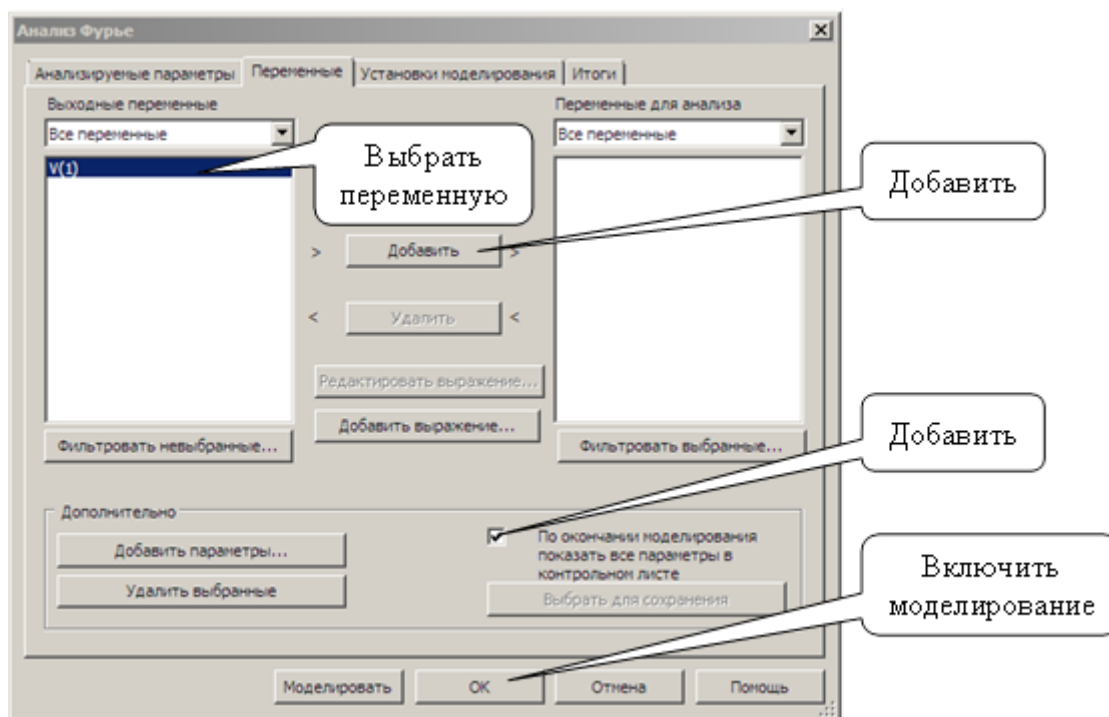 Анализ Фурье
Анализируемые параметры
Переменные
Установки моделирования
Итоги
Выходные переменные
Переменные для анализа
Все переменные
Все переменные
V(1)
Выбрать
переменную
Добавить
> Добавить >
< Удалить <
Редактировать выражение...
Добавить выражение...
Фильтровать невыбранные...
Фильтровать выбранные...
Добавить
Дополнительно
Добавить параметры...
Удалить выбранные
По окончании моделирования
показать все параметры в
контрольном листе
Выбрать для сохранения
Включить
моделирование
Моделировать
OK
Отмена
Помощь